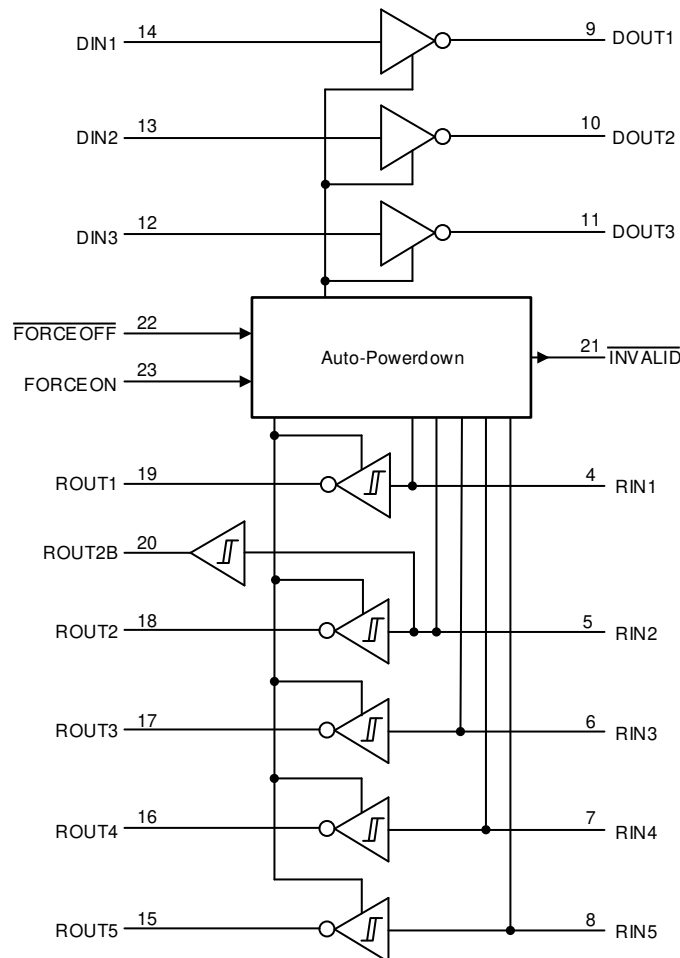 DIN1 14 9 DOUT1
DIN2 13 10 DOUT2
DIN3 12 11 DOUT3
FORCEOFF 22
Auto-Powerdown
21 INVALID
FORCEON 23
ROUT1 19 4 RIN1
ROUT2B 20
ROUT2 18 5 RIN2
ROUT3 17 6 RIN3
ROUT4 16 7 RIN4
ROUT5 15 8 RIN5